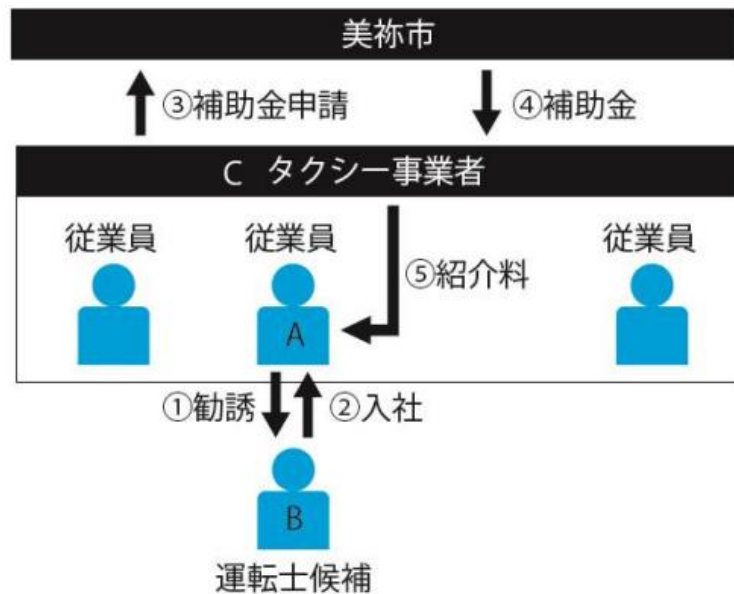 美祢市
③補助金申請
④補助金
C タクシー事業者
従業員
従業員
従業員
⑤紹介料
A
①勧誘
②入社
B
運転士候補